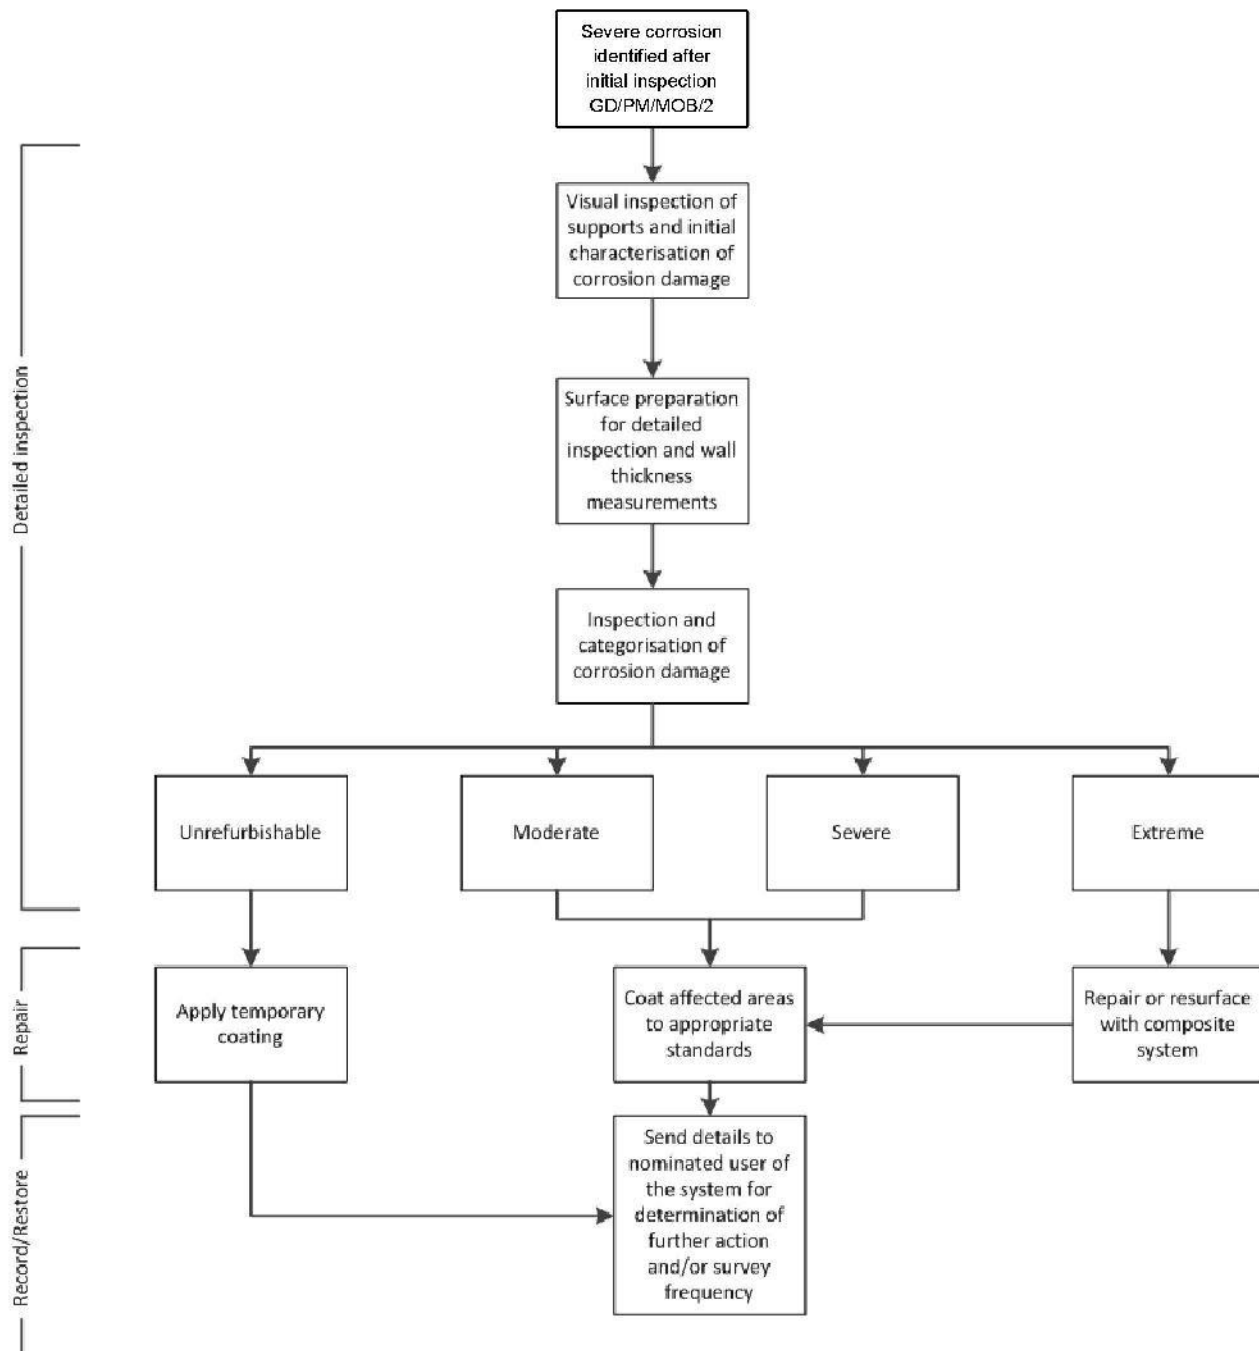 Severe corrosion
identified after
initial inspection
GD/PM/MOB/2
Visual inspection of
supports and initial
characterisation of
corrosion damage
Surface preparation
for detailed
inspection and wall
thickness
measurements
Detailed inspection
Inspection and
categorisation of
corrosion damage
Unrefurbishable
Moderate
Severe
Extreme
Repair
Apply temporary
coating
Coat affected areas
to appropriate
standards
Repair or resurface
with composite
system
Record/Restore
Send details to
nominated user of
the system for
determination of
further action
and/or survey
frequency